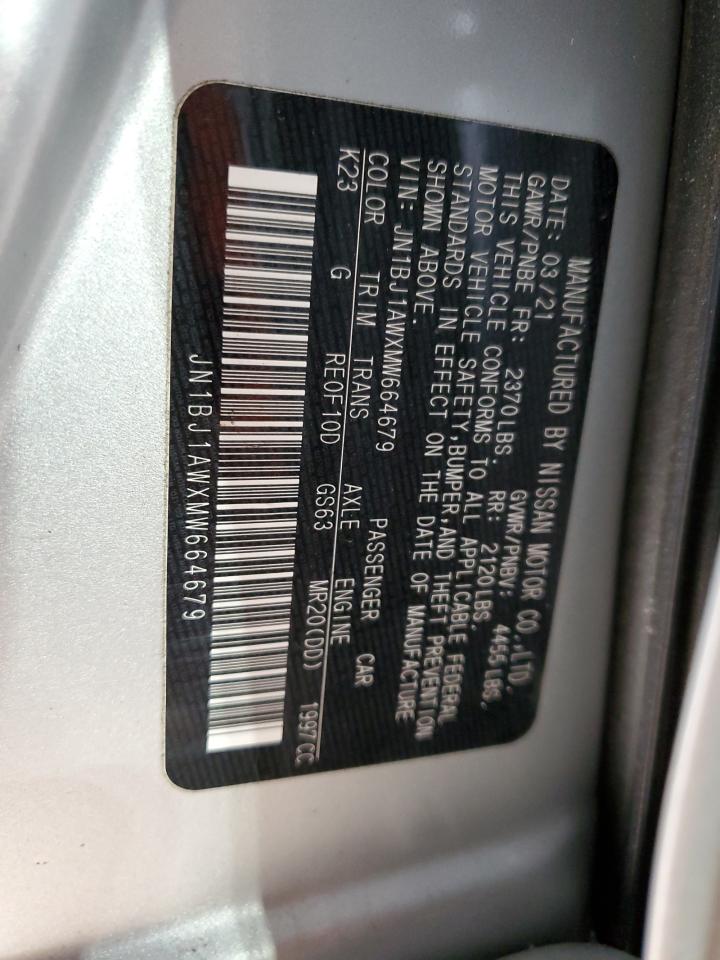 MANUFACTURED BY NISSAN MOTOR CO.,LTD.
DATE: 03/21 GVWR/PNBV: 4455 LBS.
GAWR/PNBE FR: 2370LBS. RR: 2120LBS.
THIS VEHICLE CONFORMS TO ALL APPLICABLE FEDERAL
MOTOR VEHICLE SAFETY,BUMPER,AND THEFT PREVENTION
STANDARDS IN EFFECT ON THE DATE OF MANUFACTURE
SHOWN ABOVE.
VIN: JN1BJ1AWXMW664679 PASSENGER CAR
COLOR TRIM TRANS AXLE ENGINE
K23 G RE0F10D GS63 MR20(DD) 1997CC
JN1BJ1AWXMW664679